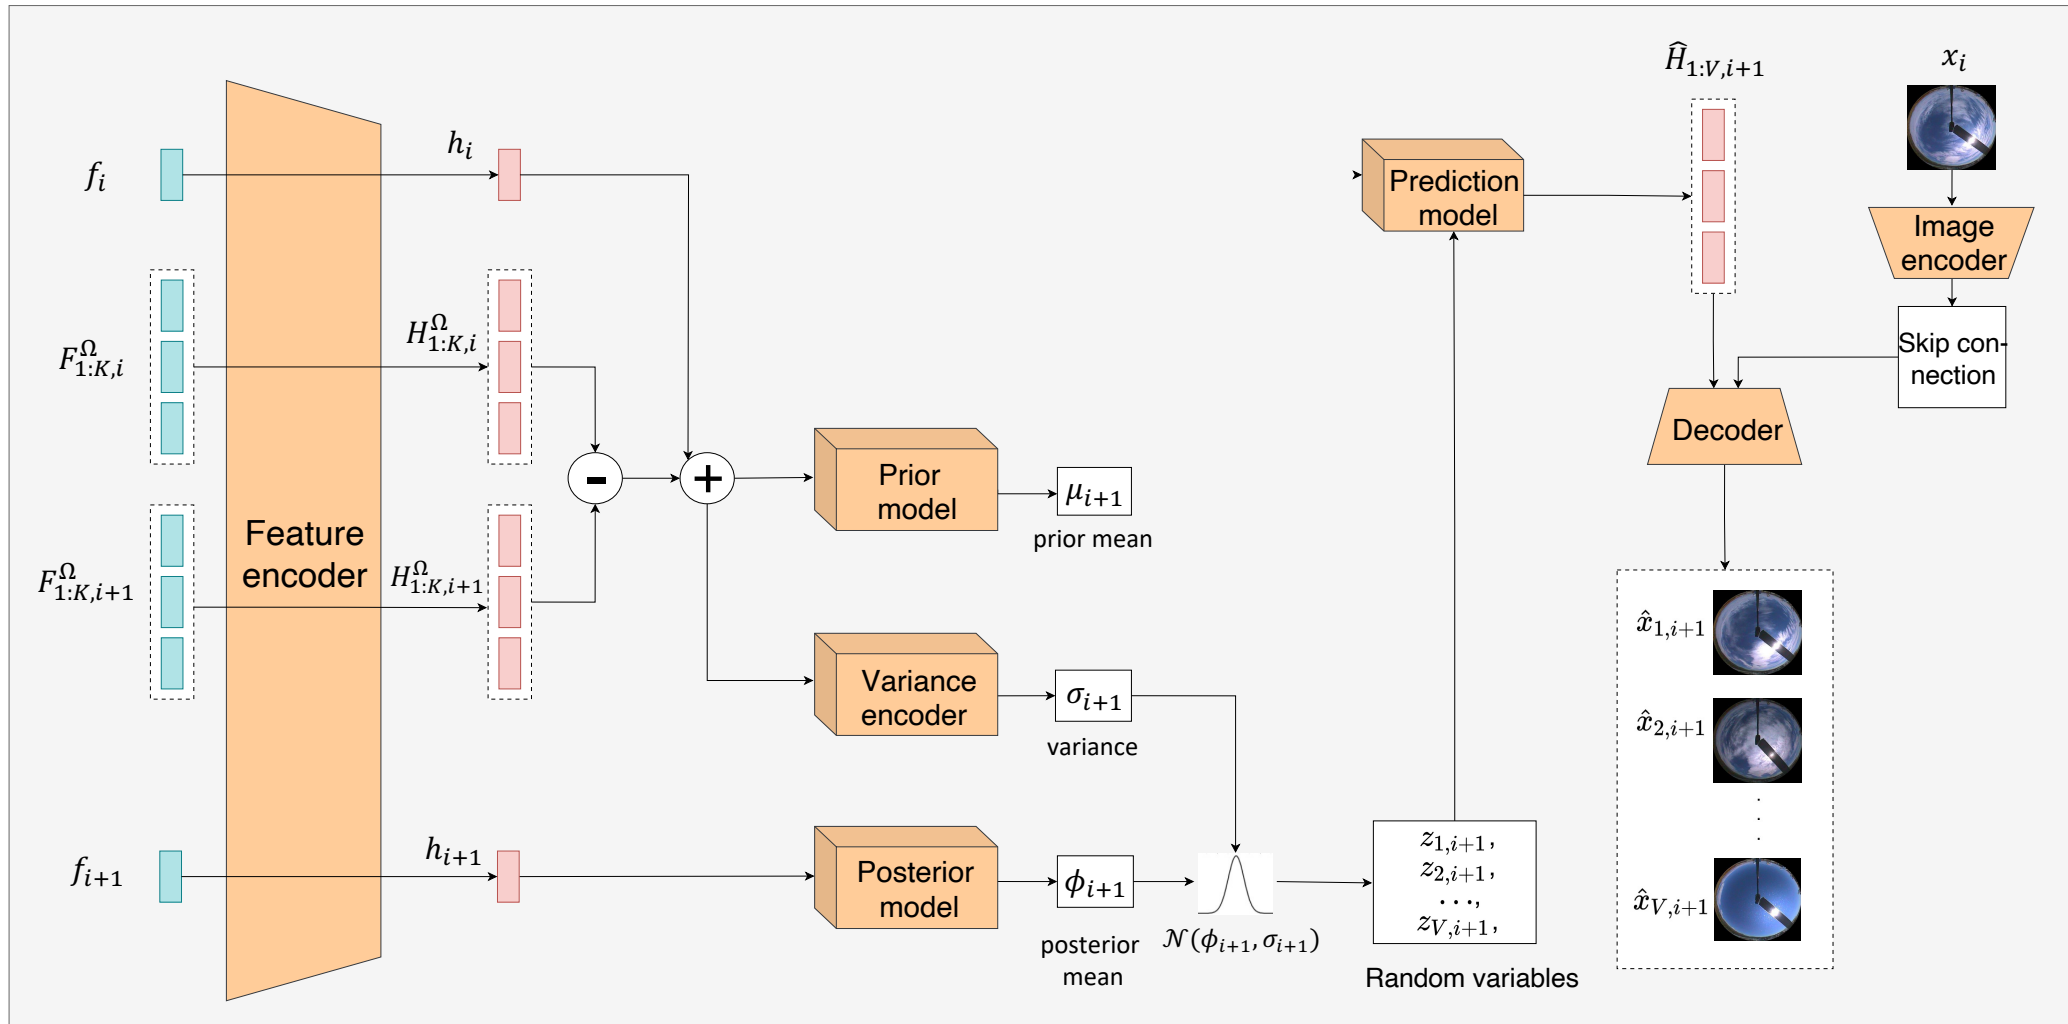 f_i
F^Ω_{1:K,i}
F^Ω_{1:K,i+1}
f_{i+1}
Feature
encoder
h_i
H^Ω_{1:K,i}
H^Ω_{1:K,i+1}
h_{i+1}
-
+
Prior
model
μ_{i+1}
prior mean
Variance
encoder
σ_{i+1}
variance
Posterior
model
ϕ_{i+1}
posterior
mean
𝒩(ϕ_{i+1}, σ_{i+1})
z_{1,i+1},
z_{2,i+1},
...,
z_{V,i+1},
Random variables
Prediction
model
Ĥ_{1:V,i+1}
x_i
Image
encoder
Skip con-
nection
Decoder
x̂_{1,i+1}
x̂_{2,i+1}
.
.
.
x̂_{V,i+1}